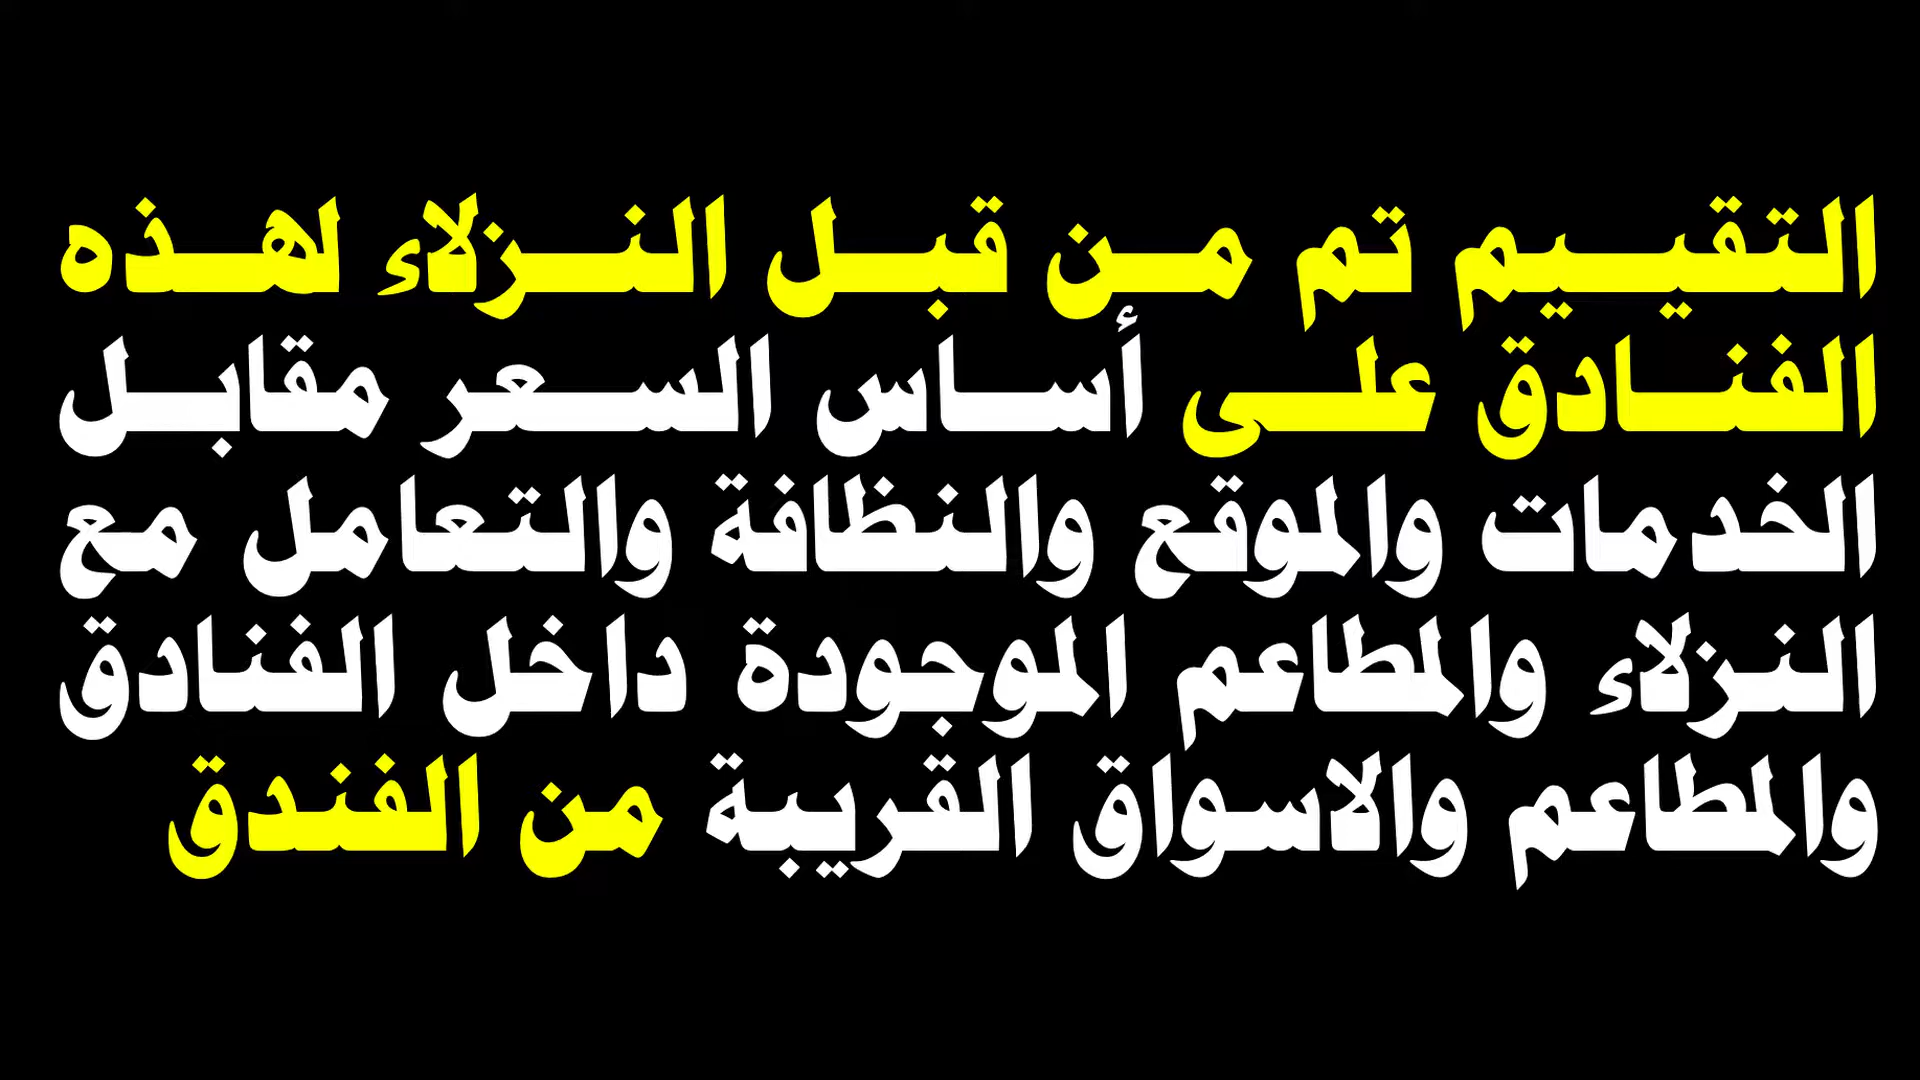 التقييم تم من قبل النزلاء لهذه
الفنادق على أساس السعر مقابل
الخدمات والموقع والنظافة والتعامل مع
النزلاء والمطاعم الموجودة داخل الفنادق
والمطاعم والاسواق القريبة من الفندق